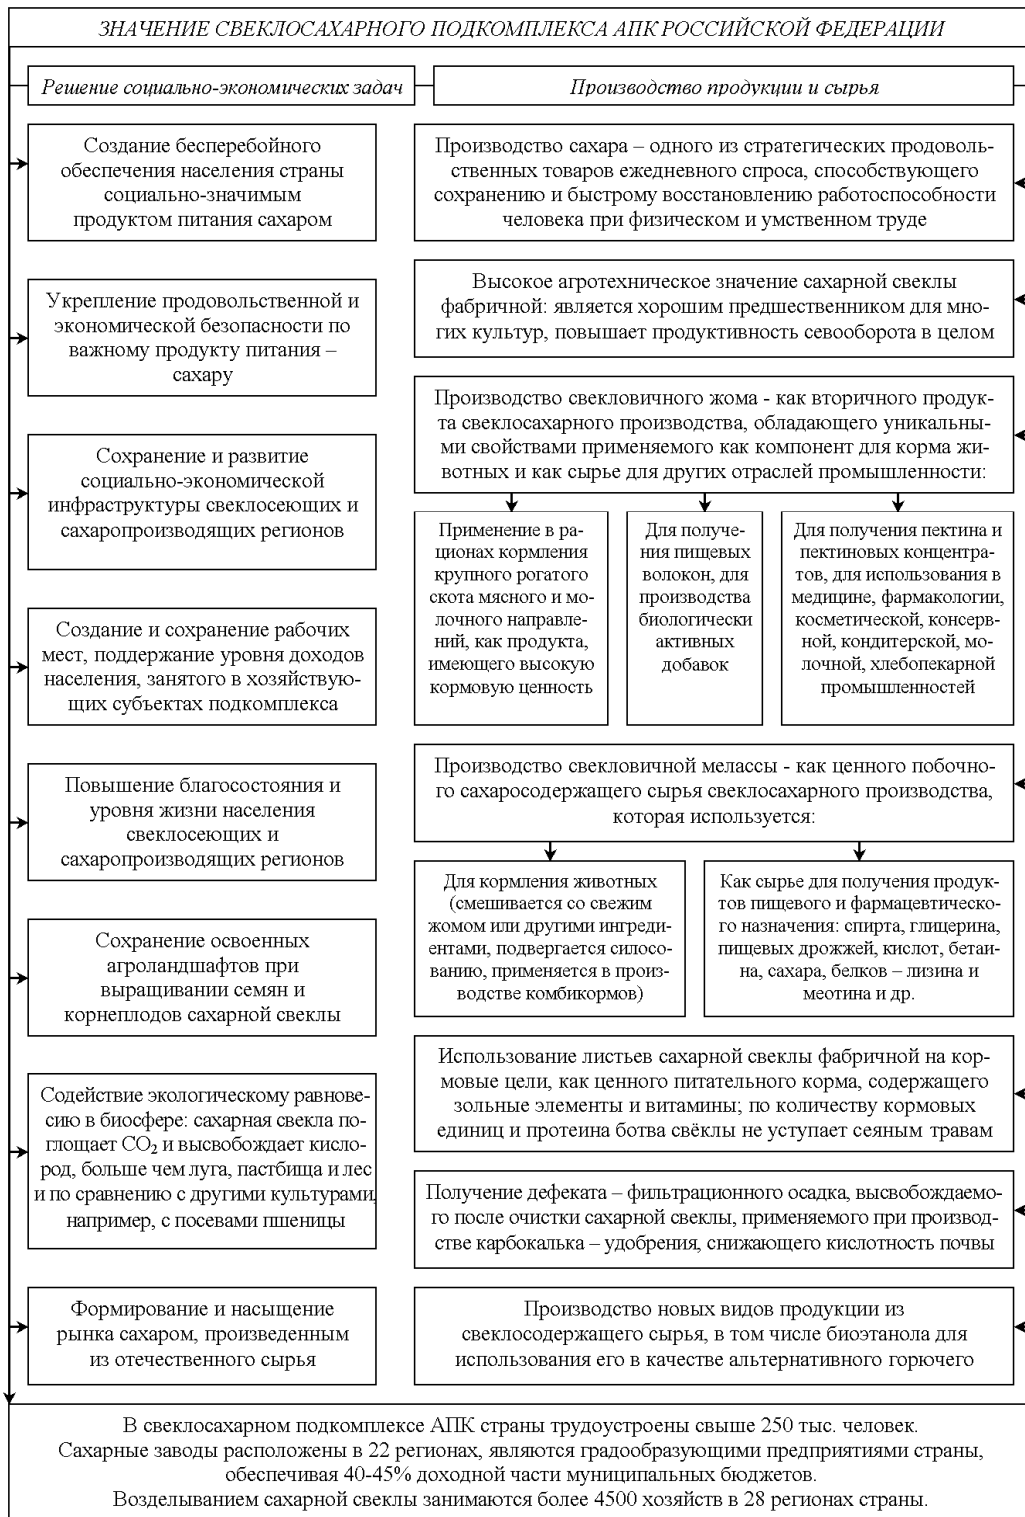 ЗНАЧЕНИЕ СВЕКЛОСАХАРНОГО ПОДКОМПЛЕКСА АПК РОССИЙСКОЙ ФЕДЕРАЦИИ
Решение социально-экономических задач
Создание бесперебойного
обеспечения населения страны
социально-значимым
продуктом питания сахаром
Укрепление продовольственной и
экономической безопасности по
важному продукту питания –
сахару
Сохранение и развитие
социально-экономической
инфраструктуры свеклосеющих и
сахаропроизводящих регионов
Создание и сохранение рабочих
мест, поддержание уровня доходов
населения, занятого в хозяйствую-
щих субъектах подкомплекса
Повышение благосостояния и
уровня жизни населения
свеклосеющих и
сахаропроизводящих регионов
Сохранение освоенных
агроландшафтов при
выращивании семян и
корнеплодов сахарной свеклы
Содействие экологическому равнове-
сию в биосфере: сахарная свекла по-
глощает CO₂ и высвобождает кисло-
род, больше чем луга, пастбища и лес
и по сравнению с другими культурами,
например, с посевами пшеницы
Формирование и насыщение
рынка сахаром, произведенным
из отечественного сырья
Производство продукции и сырья
Производство сахара – одного из стратегических продоволь-
ственных товаров ежедневного спроса, способствующего
сохранению и быстрому восстановлению работоспособности
человека при физическом и умственном труде
Высокое агротехническое значение сахарной свеклы
фабричной: является хорошим предшественником для мно-
гих культур, повышает продуктивность севооборота в целом
Производство свекловичного жома - как вторичного продук-
та свеклосахарного производства, обладающего уникальны-
ми свойствами применяемого как компонент для корма жи-
вотных и как сырье для других отраслей промышленности:
Применение в ра-
ционах кормления
крупного рогатого
скота мясного и мо-
лочного направле-
ний, как продукта,
имеющего высокую
кормовую ценность
Для получе-
ния пищевых
волокон, для
производства
биологически
активных
добавок
Для получения пектина и
пектиновых концентра-
тов, для использования в
медицине, фармакологии,
косметической, консерв-
ной, кондитерской, мо-
лочной, хлебопекарной
промышленностей
Производство свекловичной мелассы - как ценного побочно-
го сахаросодержащего сырья свеклосахарного производства,
которая используется:
Для кормления животных
(смешивается со свежим
жомом или другими ингреди-
ентами, подвергается силосо-
ванию, применяется в произ-
водстве комбикормов)
Как сырье для получения продук-
тов пищевого и фармацевтическо-
го назначения: спирта, глицерина,
пищевых дрожжей, кислот, бетаи-
на, сахара, белков – лизина и
меотина и др.
Использование листьев сахарной свеклы фабричной на кор-
мовые цели, как ценного питательного корма, содержащего
зольные элементы и витамины; по количеству кормовых
единиц и протеина ботва свёклы не уступает сеяным травам
Получение дефеката – фильтрационного осадка, высвобождаемо-
го после очистки сахарной свеклы, применяемого при производ-
стве карбокалька – удобрения, снижающего кислотность почвы
Производство новых видов продукции из
свеклосодержащего сырья, в том числе биоэтанола для
использования его в качестве альтернативного горючего
В свеклосахарном подкомплексе АПК страны трудоустроены свыше 250 тыс. человек.
Сахарные заводы расположены в 22 регионах, являются градообразующими предприятиями страны,
обеспечивая 40-45% доходной части муниципальных бюджетов.
Возделыванием сахарной свеклы занимаются более 4500 хозяйств в 28 регионах страны.